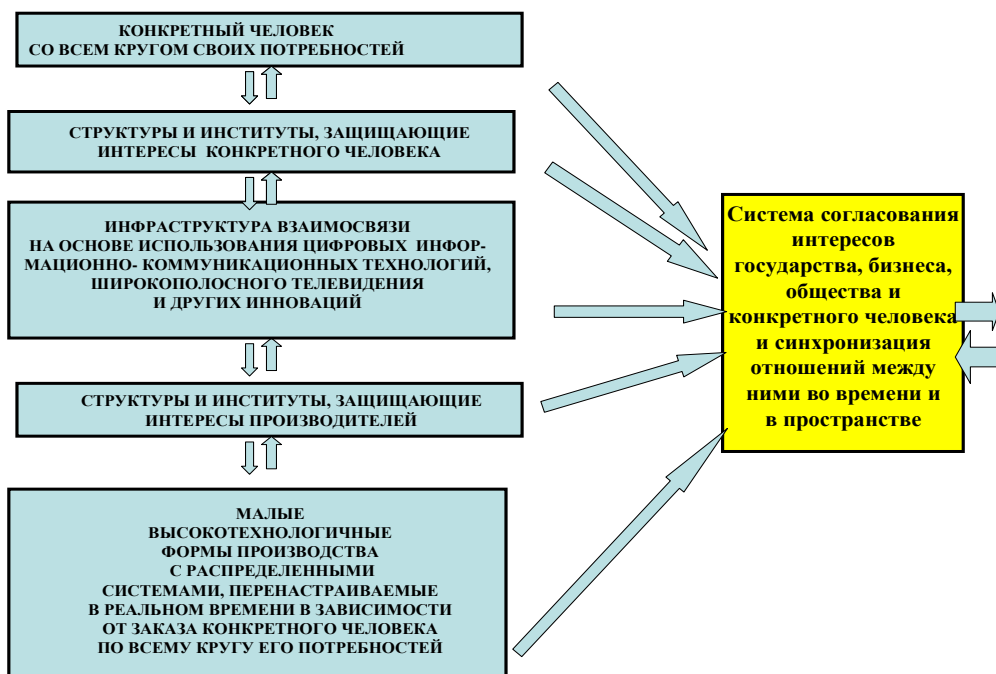 КОНКРЕТНЫЙ ЧЕЛОВЕК
СО ВСЕМ КРУГОМ СВОИХ ПОТРЕБНОСТЕЙ
СТРУКТУРЫ И ИНСТИТУТЫ, ЗАЩИЩАЮЩИЕ
ИНТЕРЕСЫ КОНКРЕТНОГО ЧЕЛОВЕКА
ИНФРАСТРУКТУРА ВЗАИМОСВЯЗИ
НА ОСНОВЕ ИСПОЛЬЗОВАНИЯ ЦИФРОВЫХ ИНФОР-
МАЦИОННО- КОММУНИКАЦИОННЫХ ТЕХНОЛОГИЙ,
ШИРОКОПОЛОСНОГО ТЕЛЕВИДЕНИЯ
И ДРУГИХ ИННОВАЦИЙ
СТРУКТУРЫ И ИНСТИТУТЫ, ЗАЩИЩАЮЩИЕ
ИНТЕРЕСЫ ПРОИЗВОДИТЕЛЕЙ
МАЛЫЕ
ВЫСОКОТЕХНОЛОГИЧНЫЕ
ФОРМЫ ПРОИЗВОДСТВА
С РАСПРЕДЕЛЕННЫМИ
СИСТЕМАМИ, ПЕРЕНАСТРАИВАЕМЫЕ
В РЕАЛЬНОМ ВРЕМЕНИ В ЗАВИСИМОСТИ
ОТ ЗАКАЗА КОНКРЕТНОГО ЧЕЛОВЕКА
ПО ВСЕМУ КРУГУ ЕГО ПОТРЕБНОСТЕЙ
Система согласования
интересов
государства, бизнеса,
общества и
конкретного человека
и синхронизация
отношений между
ними во времени и
в пространстве